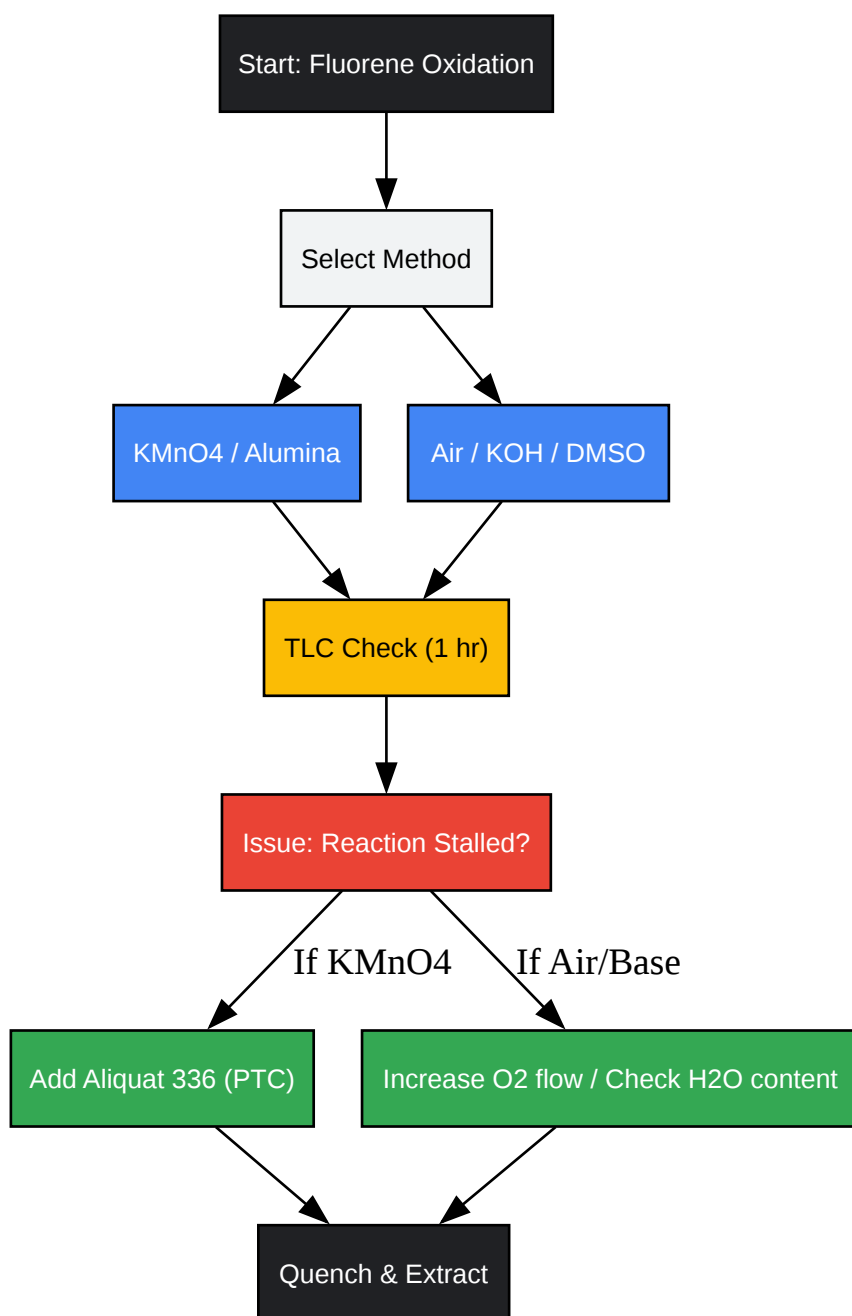 Start: Fluorene Oxidation
Select Method
KMnO4 / Alumina
Air / KOH / DMSO
TLC Check (1 hr)
Issue: Reaction Stalled?
If KMnO4
If Air/Base
Add Aliquat 336 (PTC)
Increase O2 flow / Check H2O content
Quench & Extract